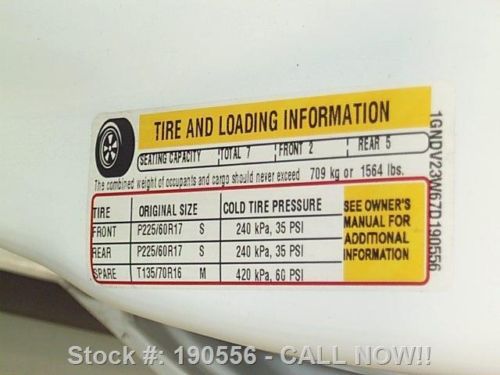 TIRE AND LOADING INFORMATION
SEATING CAPACITY TOTAL 7 FRONT 2 REAR 5
The combined weight of occupants and cargo should never exceed 709 kg or 1564 lbs.
TIRE ORIGINAL SIZE COLD TIRE PRESSURE
FRONT P225/60R17 S 240 kPa, 35 PSI
REAR P225/60R17 S 240 kPa, 35 PSI
SPARE T135/70R16 M 420 kPa, 60 PSI
SEE OWNER'S
MANUAL FOR
ADDITIONAL
INFORMATION
1GNDV23W67D190556
Stock #: 190556 - CALL NOW!!